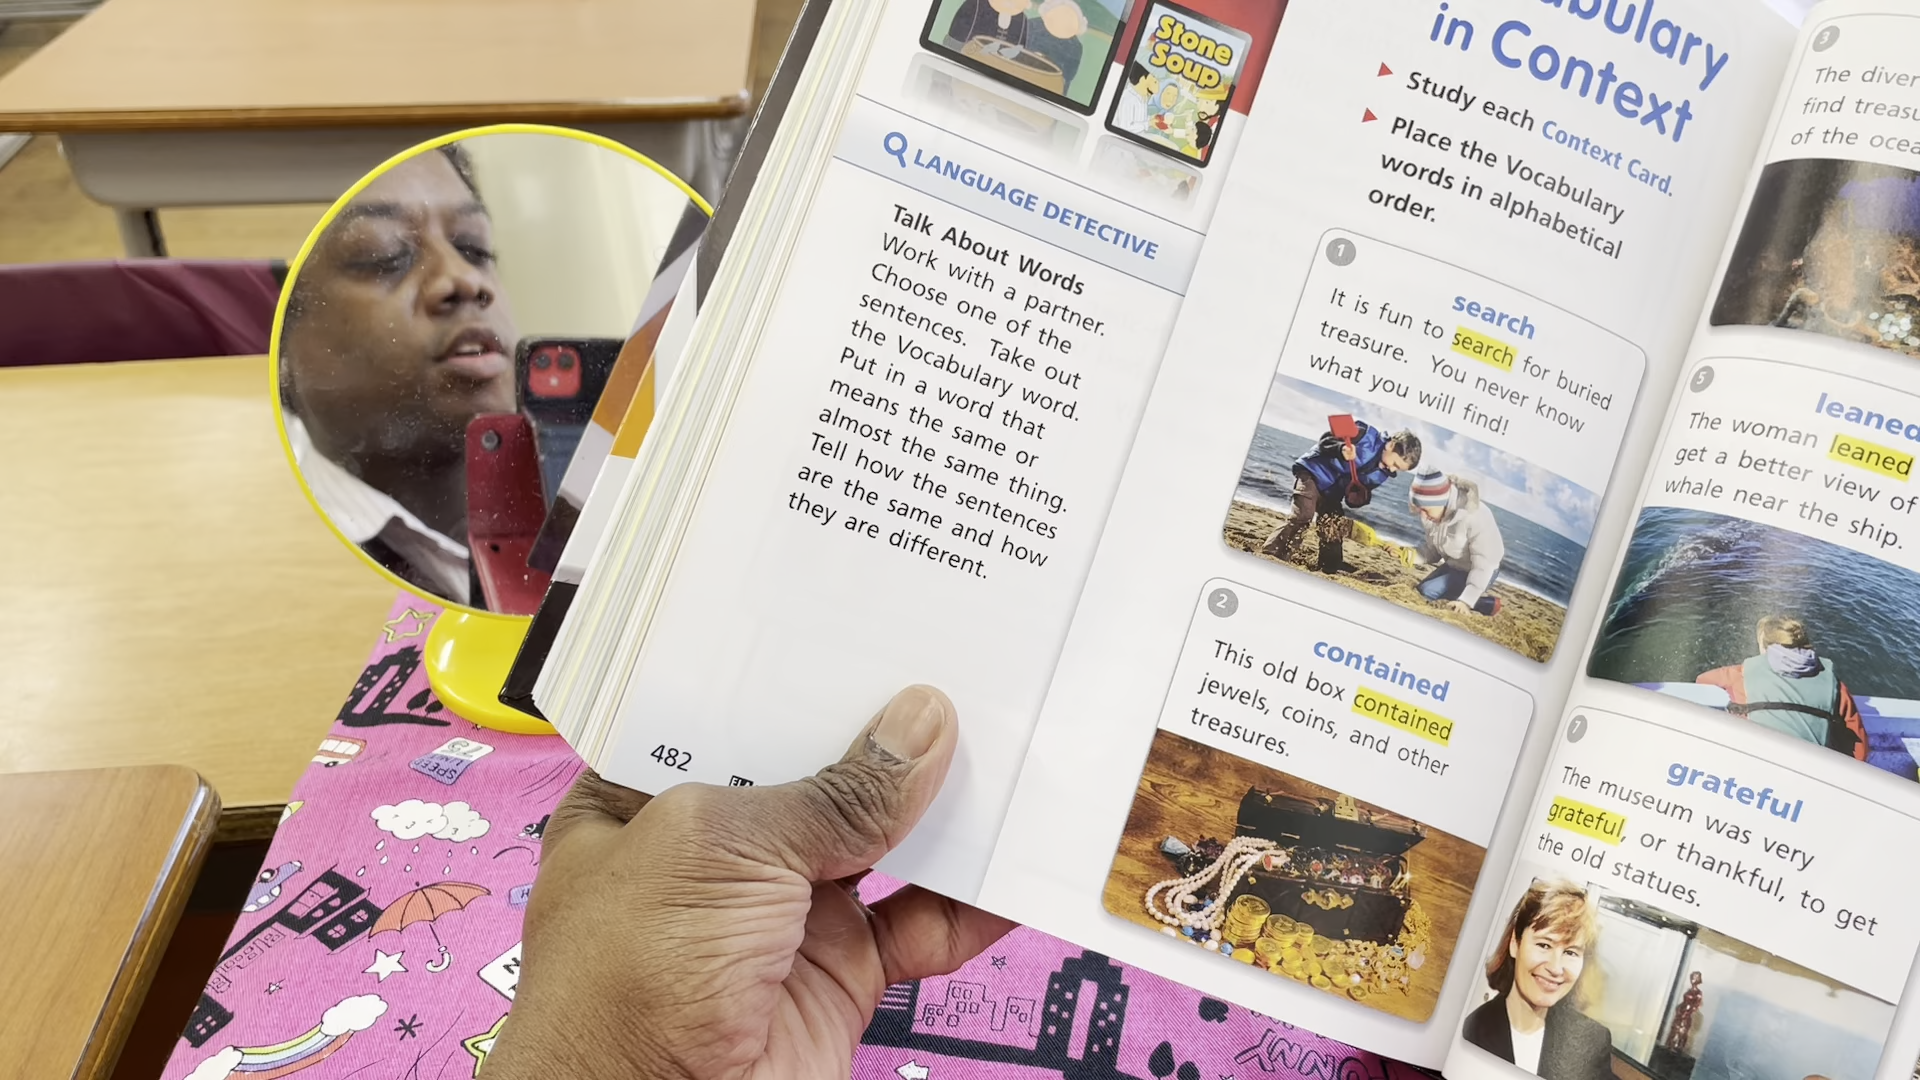 Stone
Soup
LANGUAGE DETECTIVE
Talk About Words
Work with a partner.
Choose one of the
sentences. Take out
the Vocabulary word.
Put in a word that
means the same or
almost the same thing.
Tell how the sentences
are the same and how
they are different.
482
in Context
Study each Context Card.
Place the Vocabulary
words in alphabetical
order.
1
search
It is fun to search for buried
treasure. You never know
what you will find!
2
contained
This old box contained
jewels, coins, and other
treasures.
3
The
find
of the
5
leaned
The woman leaned
get a better view of
whale near the ship.
7
grateful
The museum was very
grateful, or thankful, to get
the old statues.
SPEED
LIMIT
75